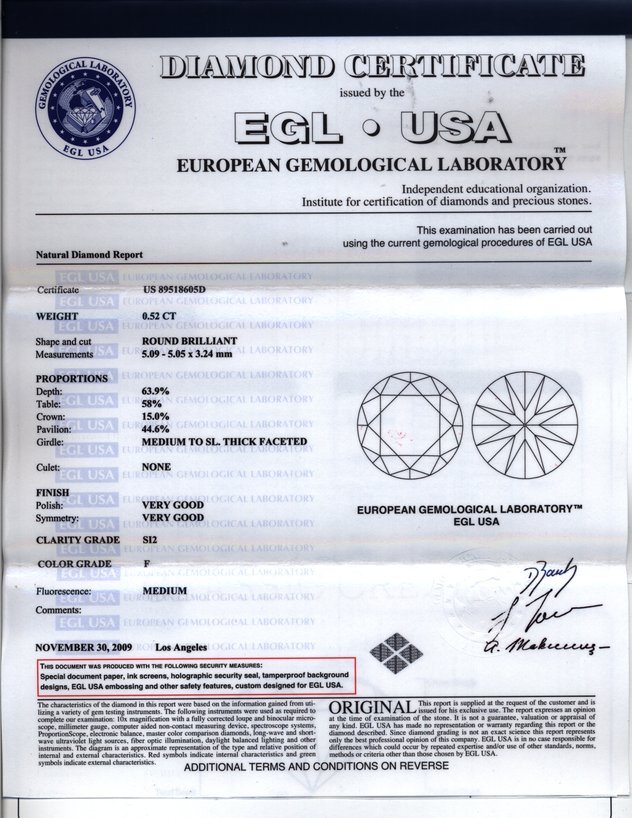 GEMOLOGICAL LABORATORY
EGL USA
DIAMOND CERTIFICATE
issued by the
EGL • USA
EUROPEAN GEMOLOGICAL LABORATORY™
Independent educational organization.
Institute for certification of diamonds and precious stones.
This examination has been carried out
using the current gemological procedures of EGL USA
Natural Diamond Report
Certificate US 89518605D
WEIGHT 0.52 CT
Shape and cut ROUND BRILLIANT
Measurements 5.09 - 5.05 x 3.24 mm
PROPORTIONS
Depth: 63.9%
Table: 58%
Crown: 15.0%
Pavilion: 44.6%
Girdle: MEDIUM TO SL. THICK FACETED
Culet: NONE
FINISH
Polish: VERY GOOD
Symmetry: VERY GOOD
CLARITY GRADE SI2
COLOR GRADE F
Fluorescence: MEDIUM
Comments:
EUROPEAN GEMOLOGICAL LABORATORY™
EGL USA
NOVEMBER 30, 2009 Los Angeles
THIS DOCUMENT WAS PRODUCED WITH THE FOLLOWING SECURITY MEASURES:
Special document paper, ink screens, holographic security seal, tamperproof background
designs, EGL USA embossing and other safety features, custom designed for EGL USA.
The characteristics of the diamond in this report were based on the information gained from uti-
lizing a variety of gem testing instruments. The following instruments were used as required to
complete our examination: 10x magnification with a fully corrected loupe and binocular micro-
scope, millimeter gauge, computer aided non-contact measuring device, spectroscope systems,
ProportionScope, electronic balance, master color comparison diamonds, long-wave and short-
wave ultraviolet light sources, fiber optic illumination, daylight balanced lighting and other
instruments. The diagram is an approximate representation of the type and relative position of
internal and external characteristics. Red symbols indicate internal characteristics and green
symbols indicate external characteristics.
ORIGINAL This report is supplied at the request of the customer and is
issued for his exclusive use. The report expresses an opinion
at the time of examination of the stone. It is not a guarantee, valuation or appraisal of
any kind. EGL USA has made no representation or warranty regarding this report or the
diamond described. Since diamond grading is not an exact science this report represents
only the best professional opinion of this company. EGL USA is in no case responsible for
differences which could occur by repeated expertise and/or use of other standards, norms,
methods or criteria other than those chosen by EGL USA.
ADDITIONAL TERMS AND CONDITIONS ON REVERSE